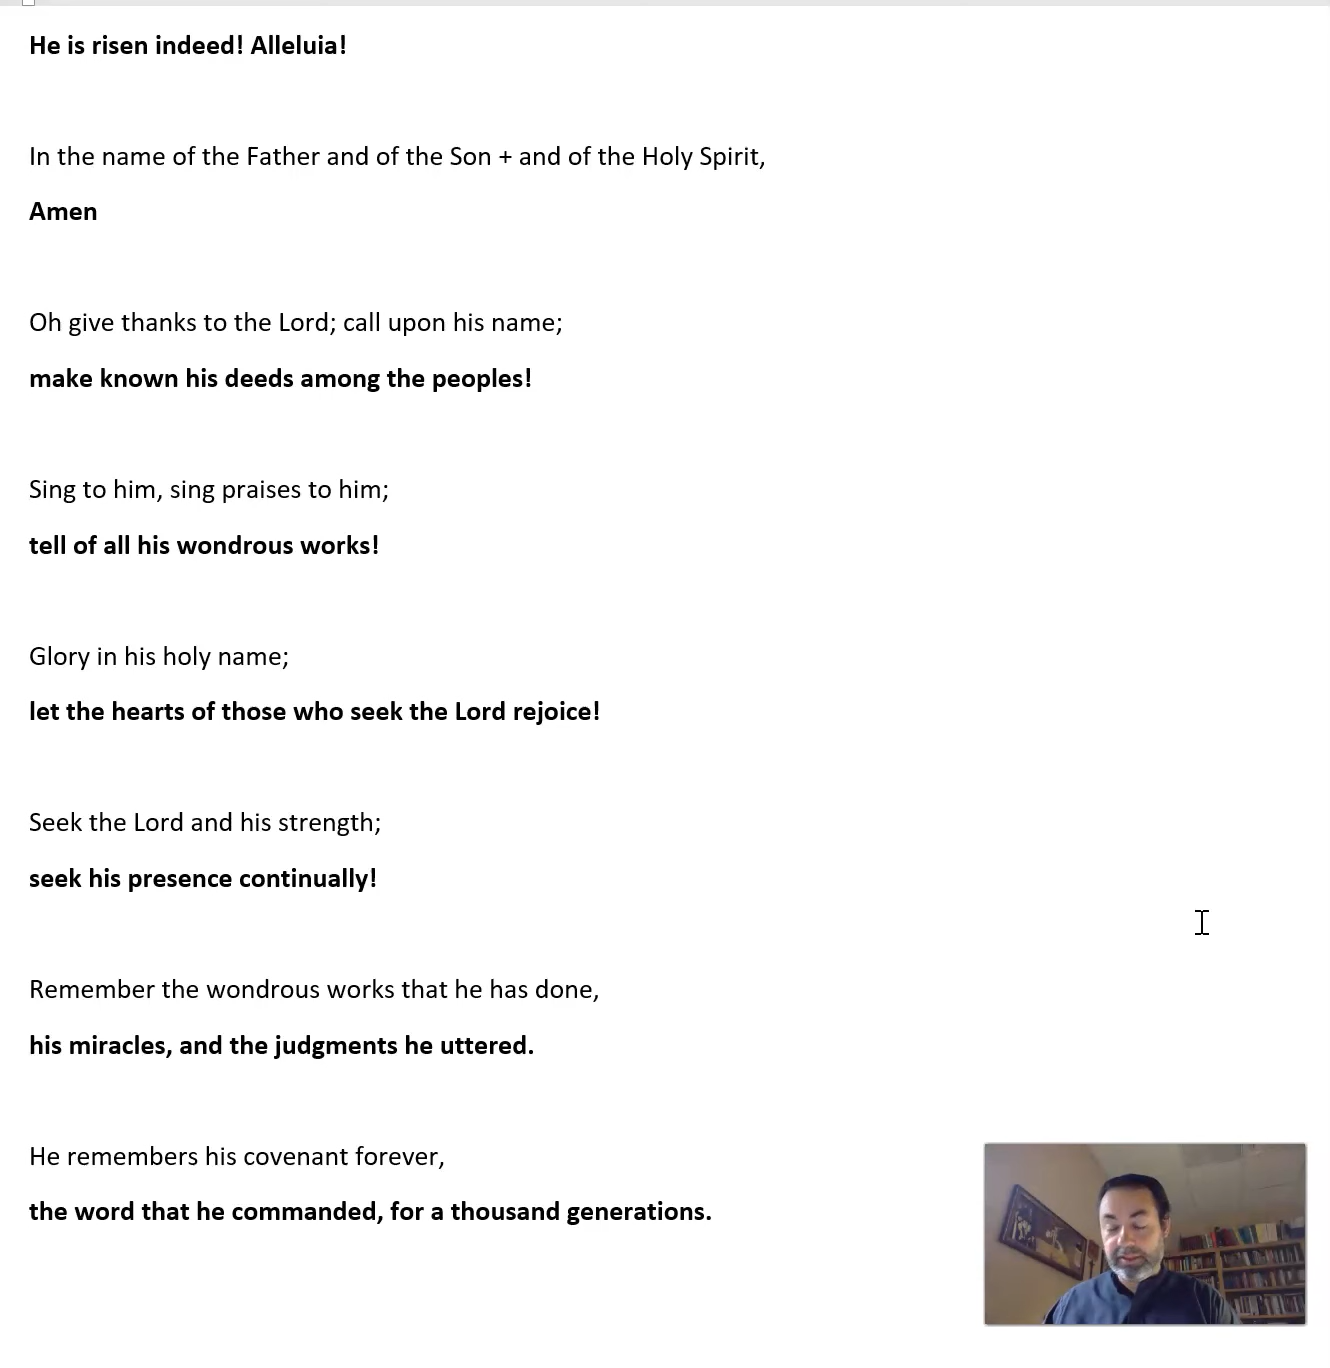 He is risen indeed! Alleluia!
In the name of the Father and of the Son + and of the Holy Spirit,
Amen
Oh give thanks to the Lord; call upon his name;
make known his deeds among the peoples!
Sing to him, sing praises to him;
tell of all his wondrous works!
Glory in his holy name;
let the hearts of those who seek the Lord rejoice!
Seek the Lord and his strength;
seek his presence continually!
Remember the wondrous works that he has done,
his miracles, and the judgments he uttered.
He remembers his covenant forever,
the word that he commanded, for a thousand generations.